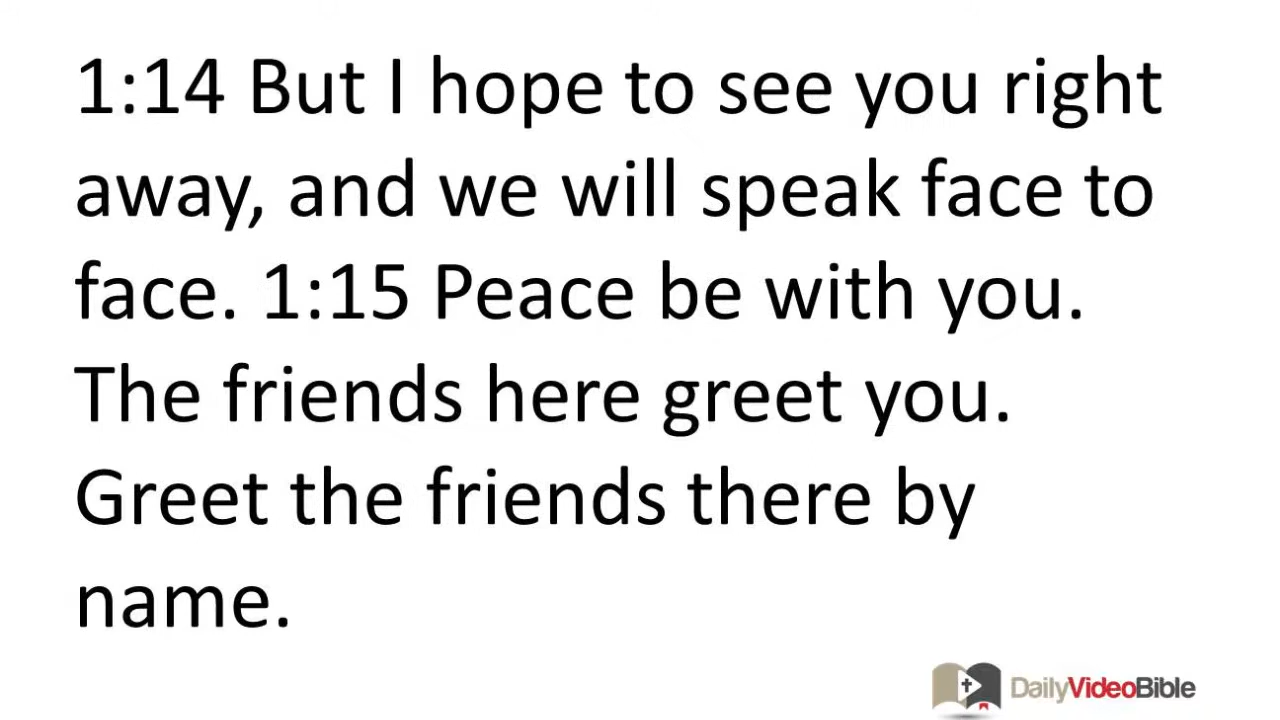 1:14 But I hope to see you right
away, and we will speak face to
face. 1:15 Peace be with you.
The friends here greet you.
Greet the friends there by
name.
DailyVideoBible